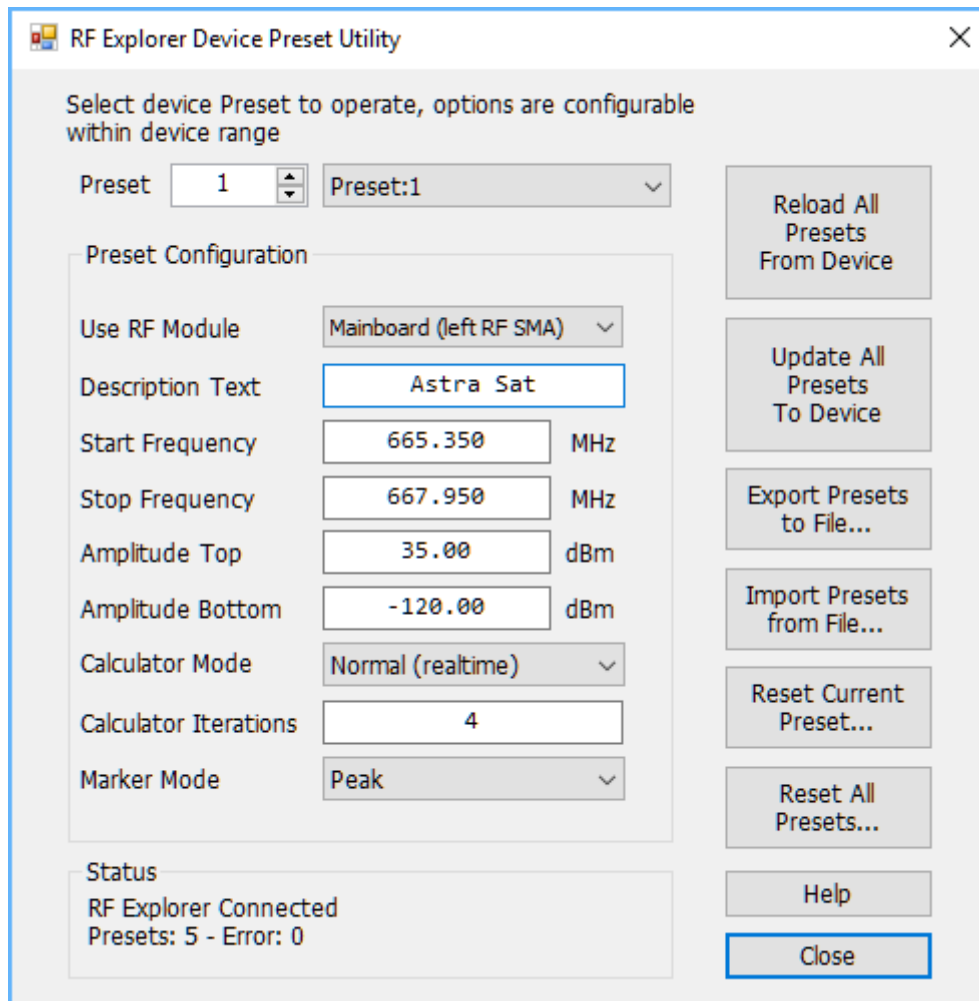 RF Explorer Device Preset Utility
Select device Preset to operate, options are configurable
within device range
Preset 1 Preset:1
Preset Configuration
Use RF Module Mainboard (left RF SMA)
Description Text Astra Sat
Start Frequency 665.350 MHz
Stop Frequency 667.950 MHz
Amplitude Top 35.00 dBm
Amplitude Bottom -120.00 dBm
Calculator Mode Normal (realtime)
Calculator Iterations 4
Marker Mode Peak
Status
RF Explorer Connected
Presets: 5 - Error: 0
Reload All
Presets
From Device
Update All
Presets
To Device
Export Presets
to File...
Import Presets
from File...
Reset Current
Preset...
Reset All
Presets...
Help
Close